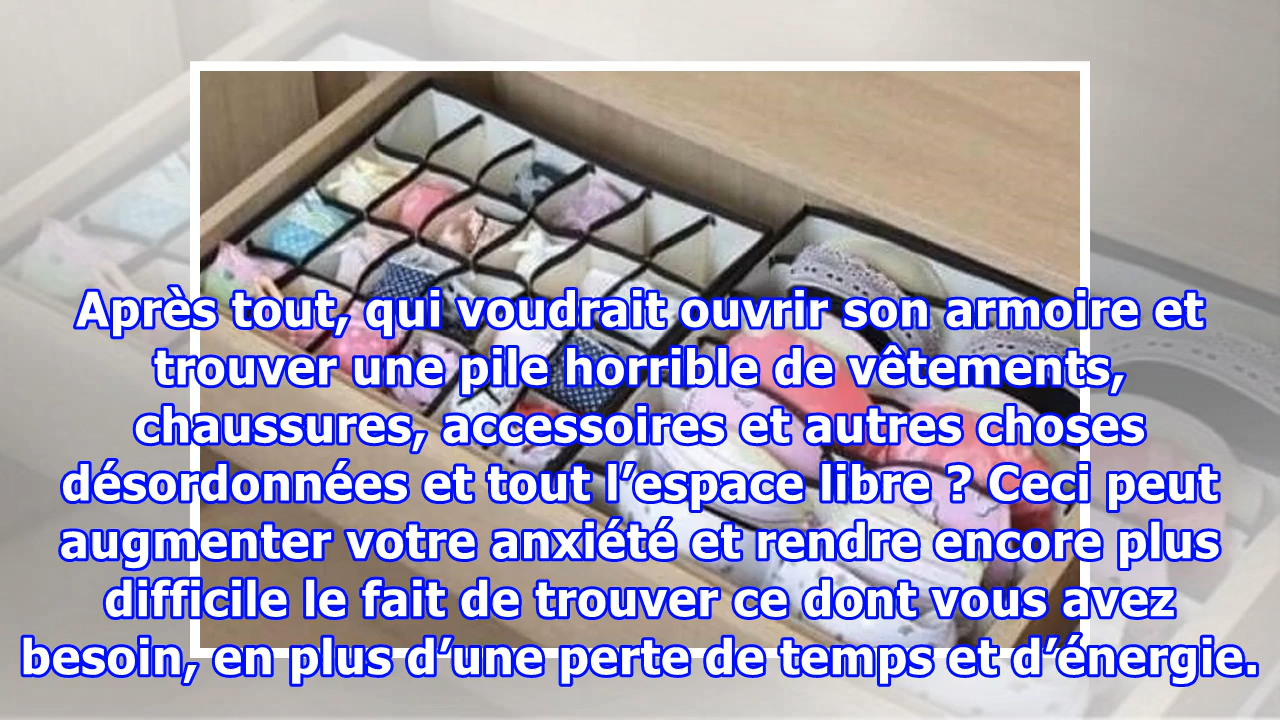 Après tout, qui voudrait ouvrir son armoire et
trouver une pile horrible de vêtements,
chaussures, accessoires et autres choses
désordonnées et tout l’espace libre ? Ceci peut
augmenter votre anxiété et rendre encore plus
difficile le fait de trouver ce dont vous avez
besoin, en plus d’une perte de temps et d’énergie.